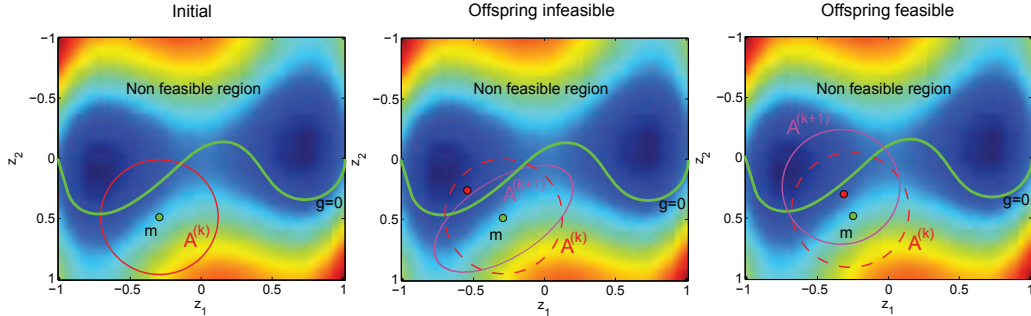 Initial
Offspring infeasible
Offspring feasible
−1
−0.5
0
0.5
1
z₂
Non feasible region
g=0
m
A⁽ᵏ⁾
−1
−0.5
0
0.5
1
z₁
−1
−0.5
0
0.5
1
z₂
Non feasible region
A⁽ᵏ⁺¹⁾
g=0
m
A⁽ᵏ⁾
−1
−0.5
0
0.5
1
z₁
−1
−0.5
0
0.5
1
z₂
Non feasible region
A⁽ᵏ⁺¹⁾
g=0
m
A⁽ᵏ⁾
−1
−0.5
0
0.5
1
z₁